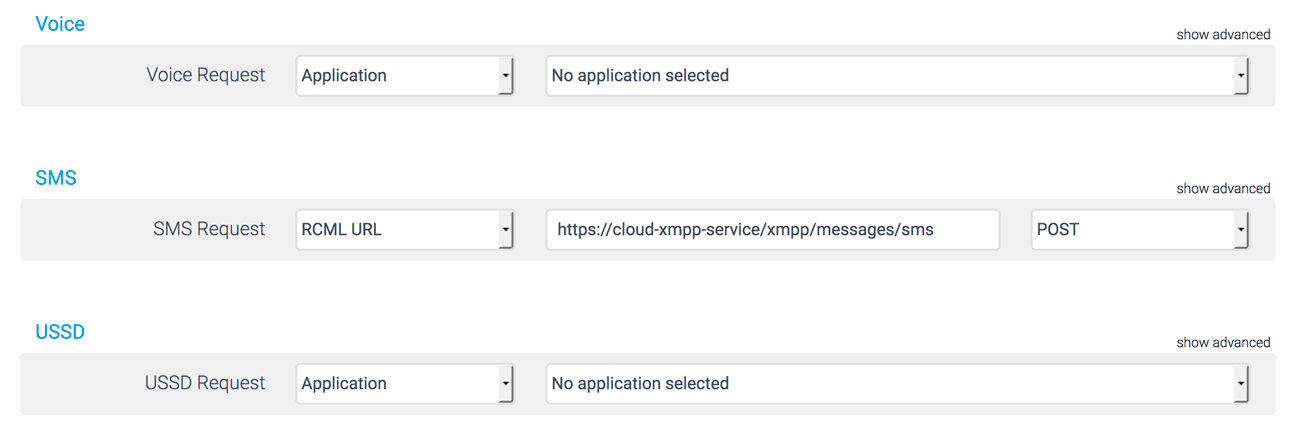 Voice
show advanced
Voice Request Application No application selected
SMS
show advanced
SMS Request RCML URL https://cloud-xmpp-service/xmpp/messages/sms POST
USSD
show advanced
USSD Request Application No application selected